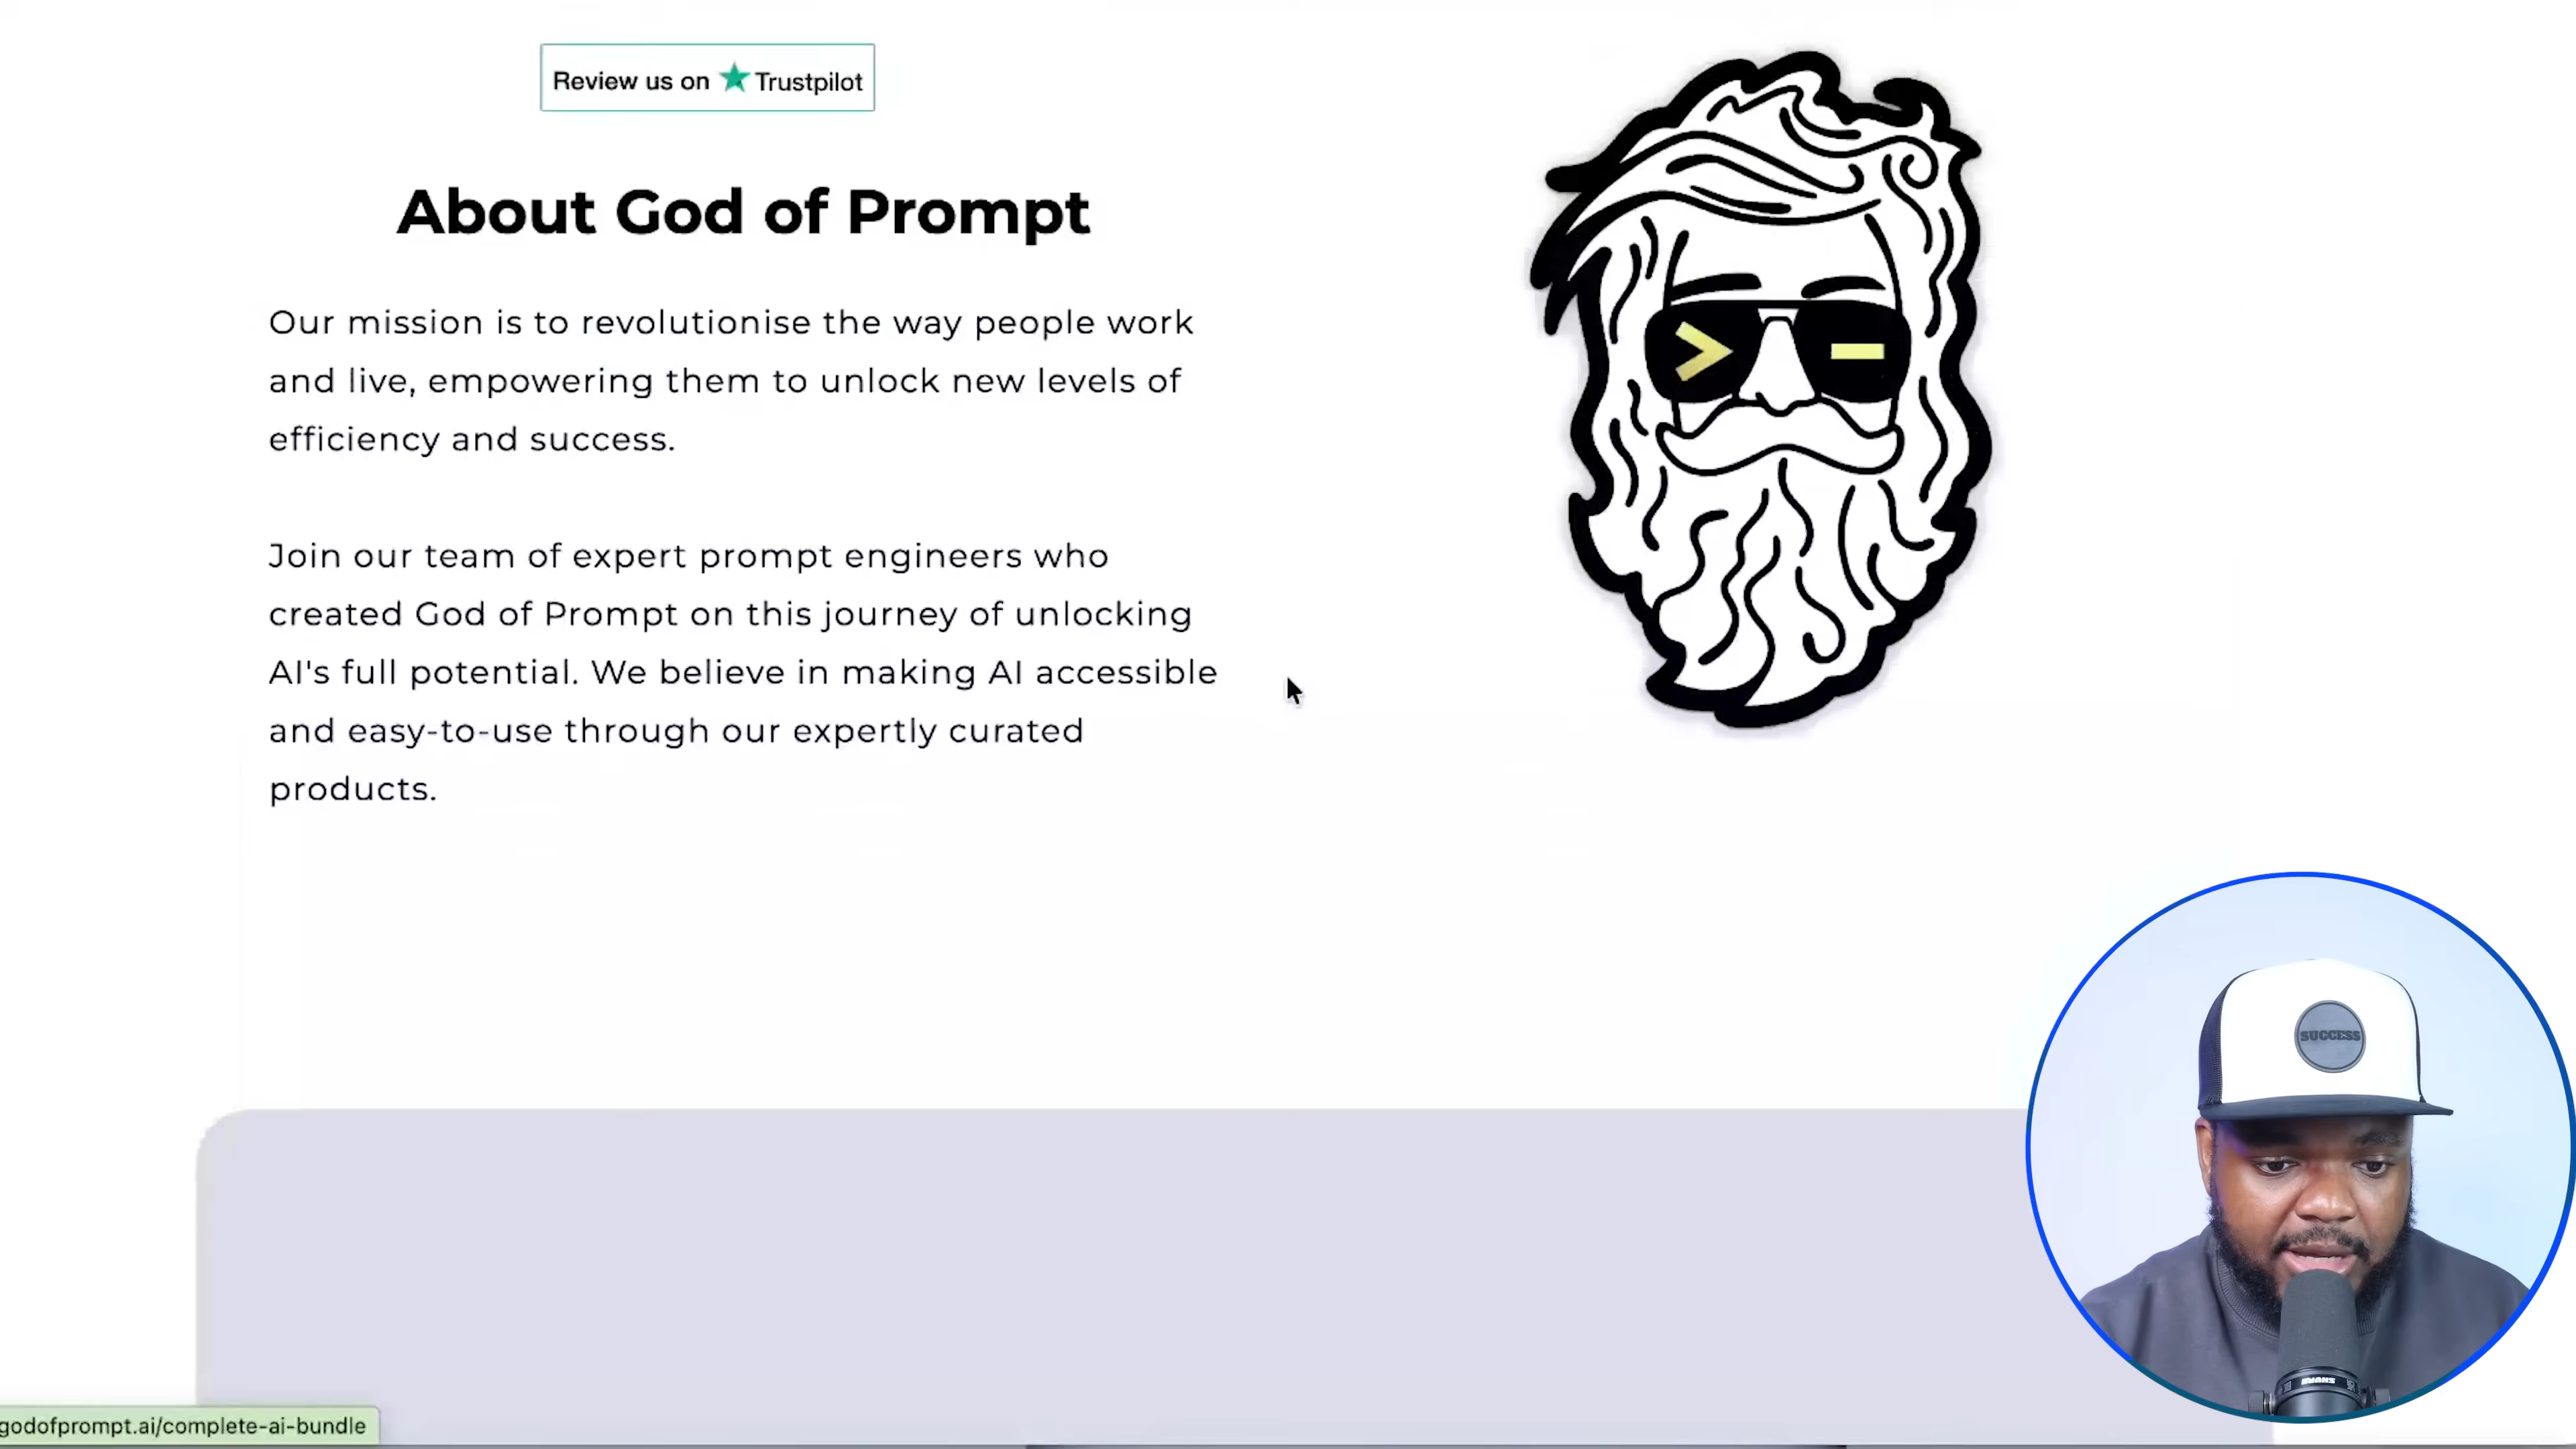 Review us on Trustpilot
About God of Prompt
Our mission is to revolutionise the way people work
and live, empowering them to unlock new levels of
efficiency and success.
Join our team of expert prompt engineers who
created God of Prompt on this journey of unlocking
AI's full potential. We believe in making AI accessible
and easy-to-use through our expertly curated
products.
SUCCESS
SHURE
godofprompt.ai/complete-ai-bundle